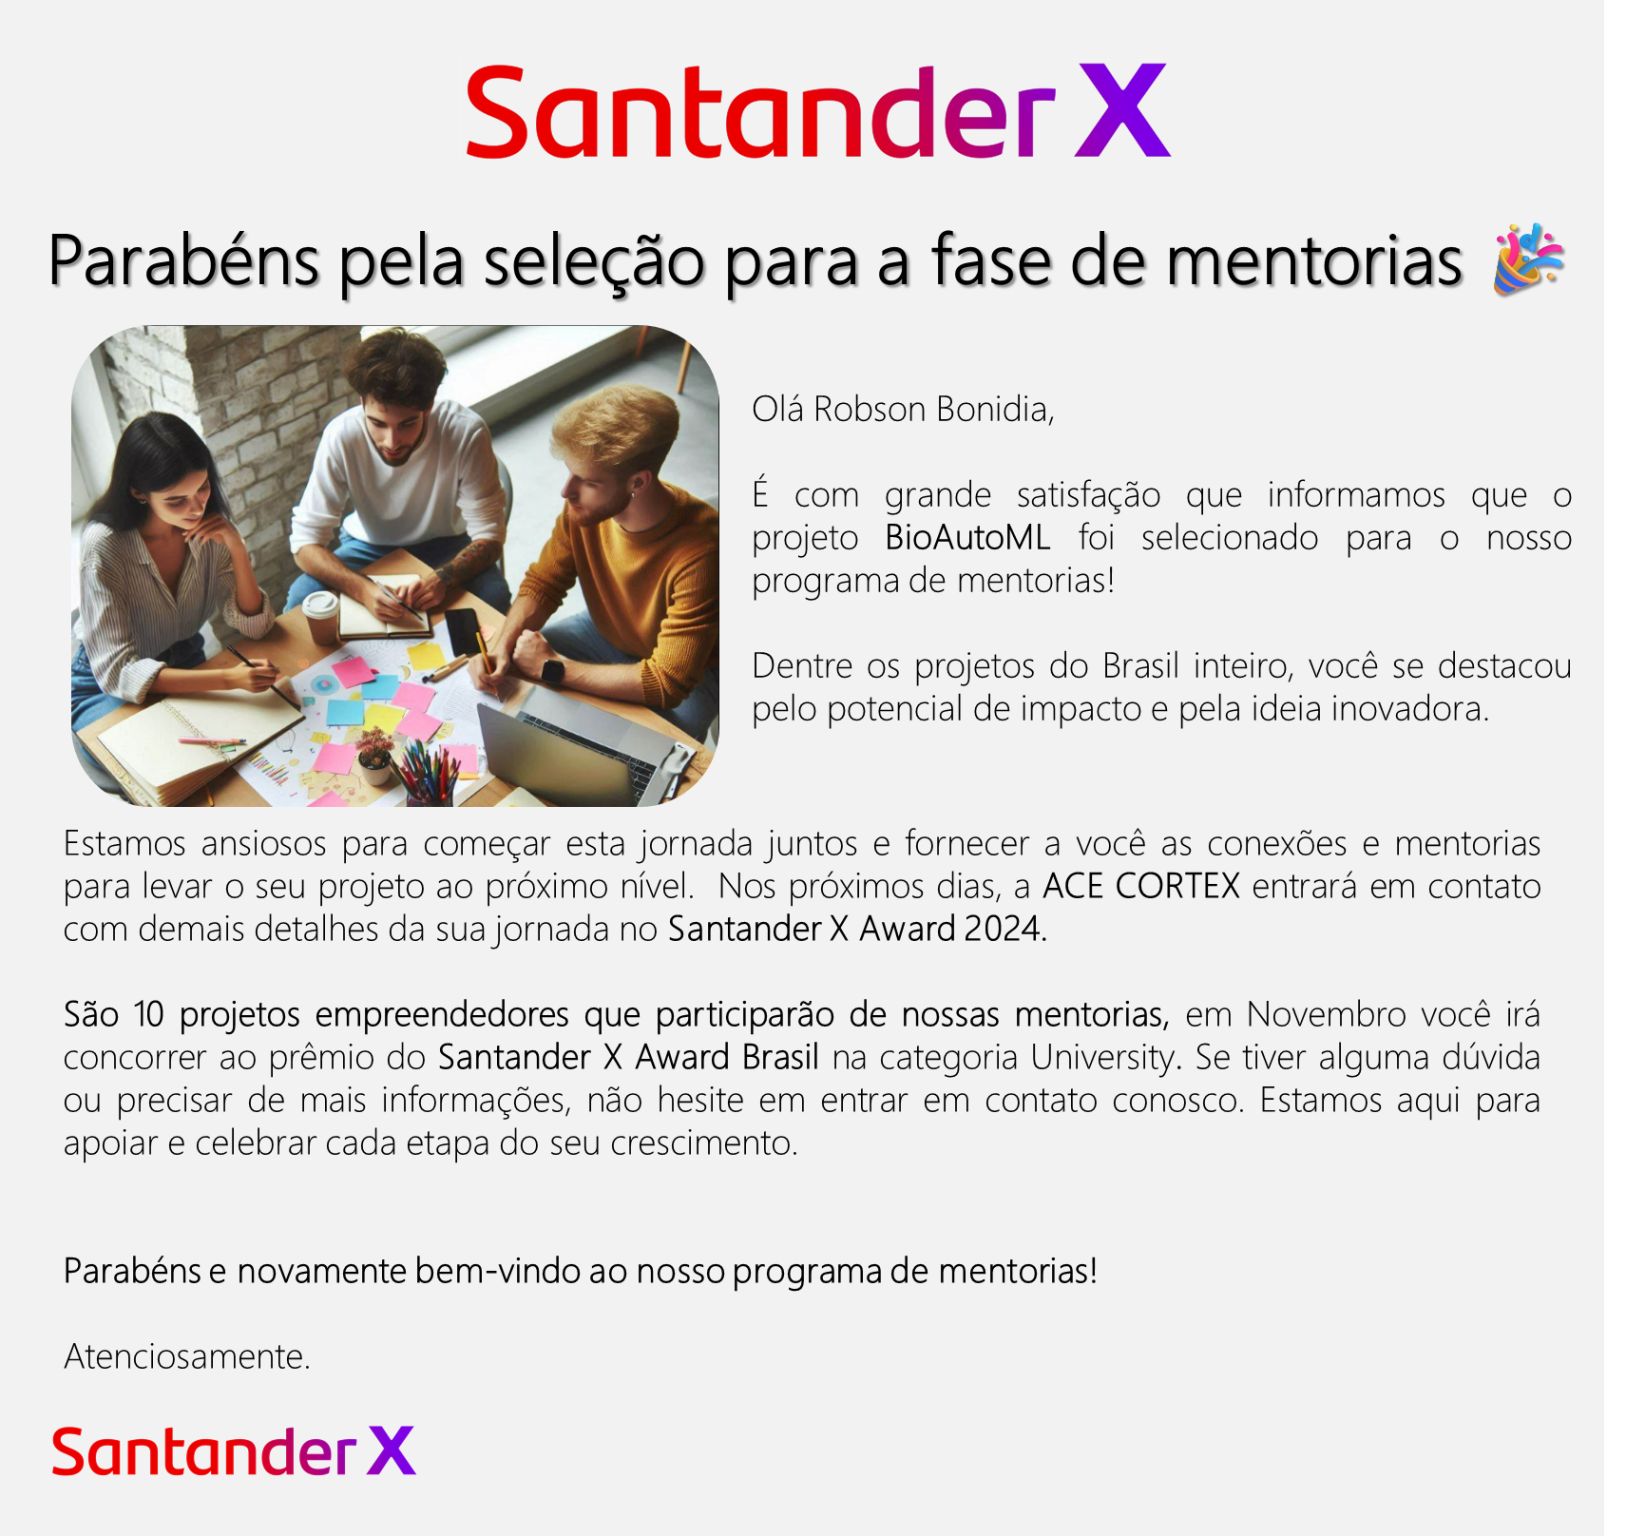 Santander X
Parabéns pela seleção para a fase de mentorias
Olá Robson Bonidia,
É com grande satisfação que informamos que o
projeto BioAutoML foi selecionado para o nosso
programa de mentorias!
Dentre os projetos do Brasil inteiro, você se destacou
pelo potencial de impacto e pela ideia inovadora.
Estamos ansiosos para começar esta jornada juntos e fornecer a você as conexões e mentorias
para levar o seu projeto ao próximo nível. Nos próximos dias, a ACE CORTEX entrará em contato
com demais detalhes da sua jornada no Santander X Award 2024.
São 10 projetos empreendedores que participarão de nossas mentorias, em Novembro você irá
concorrer ao prêmio do Santander X Award Brasil na categoria University. Se tiver alguma dúvida
ou precisar de mais informações, não hesite em entrar em contato conosco. Estamos aqui para
apoiar e celebrar cada etapa do seu crescimento.
Parabéns e novamente bem-vindo ao nosso programa de mentorias!
Atenciosamente.
Santander X